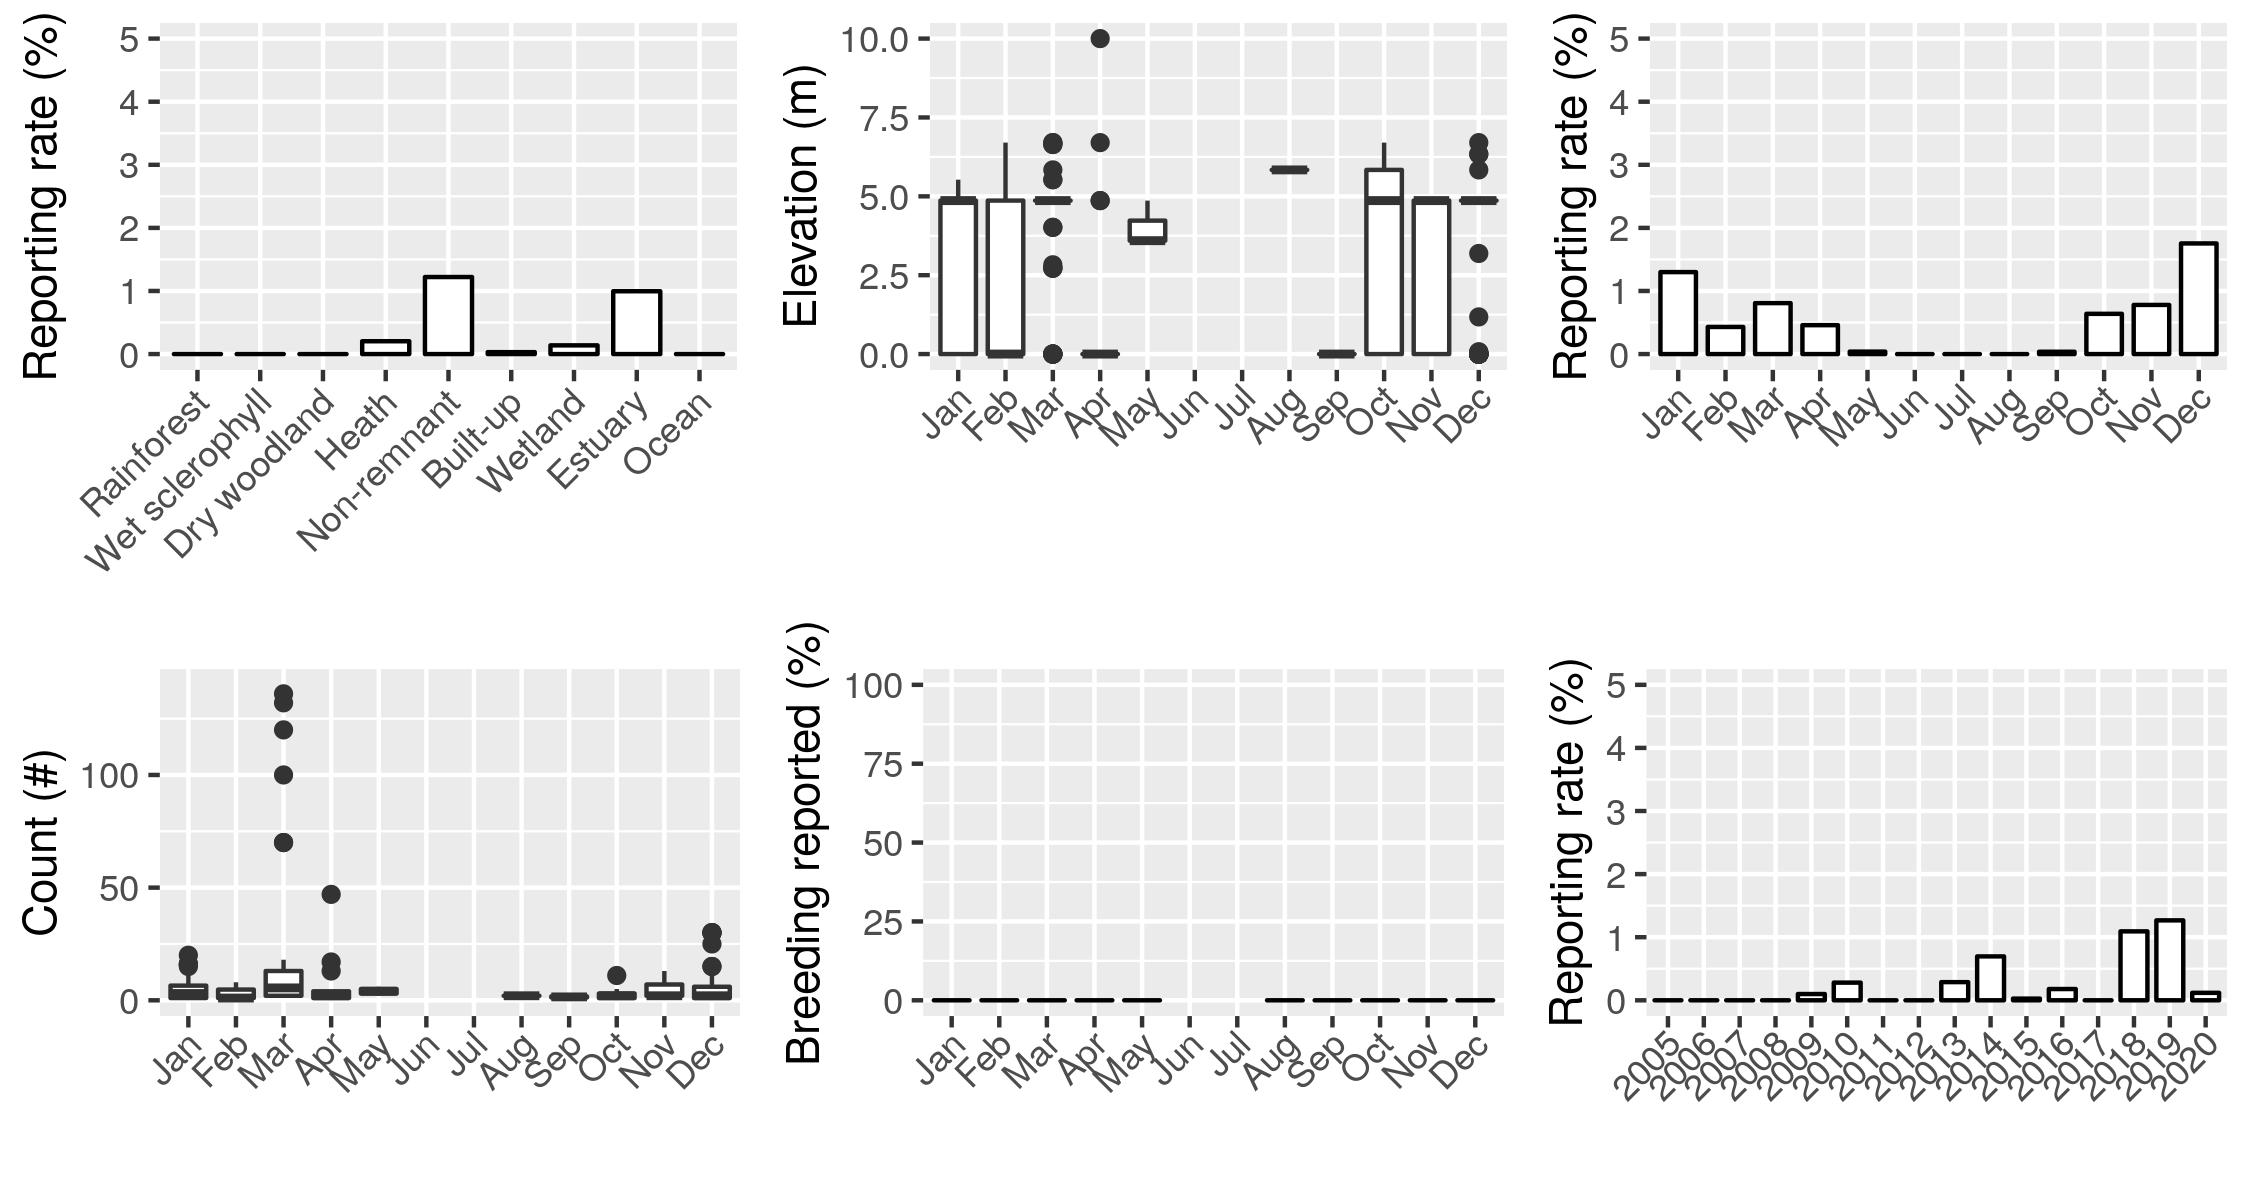 Reporting rate (%)
5
4
3
2
1
0
Rainforest
Wet sclerophyll
Dry woodland
Heath
Non-remnant
Built-up
Wetland
Estuary
Ocean
Elevation (m)
10.0
7.5
5.0
2.5
0.0
Jan
Feb
Mar
Apr
May
Jun
Jul
Aug
Sep
Oct
Nov
Dec
Reporting rate (%)
5
4
3
2
1
0
Jan
Feb
Mar
Apr
May
Jun
Jul
Aug
Sep
Oct
Nov
Dec
Count (#)
100
50
0
Jan
Feb
Mar
Apr
May
Jun
Jul
Aug
Sep
Oct
Nov
Dec
Breeding reported (%)
100
75
50
25
0
Jan
Feb
Mar
Apr
May
Jun
Jul
Aug
Sep
Oct
Nov
Dec
Reporting rate (%)
5
4
3
2
1
0
2005
2006
2007
2008
2009
2010
2011
2012
2013
2014
2015
2016
2017
2018
2019
2020